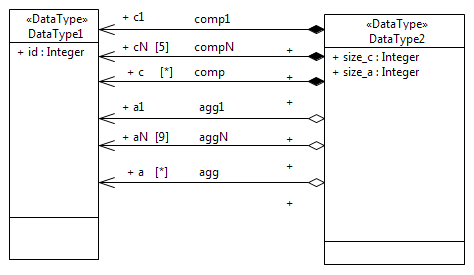 «DataType»
DataType1
+ id : Integer
+ c1 comp1
+ cN [5] compN
+
+ c [*] comp
+
+
+ a1 agg1
+
+ aN [9] aggN
+
+
+ a [*] agg
+
«DataType»
DataType2
+ size_c : Integer
+ size_a : Integer